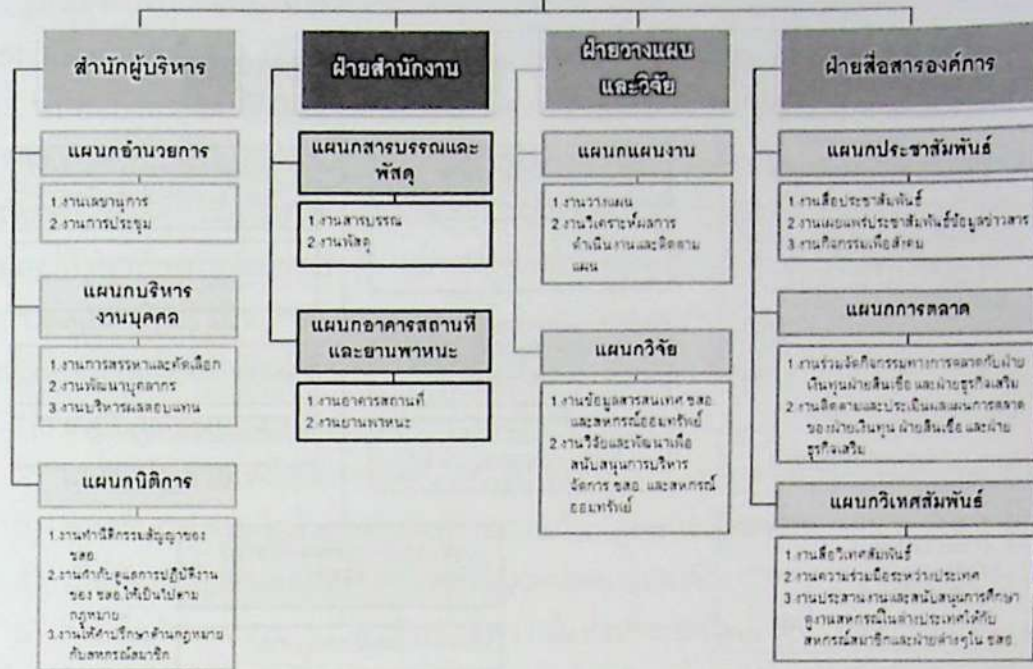 สำนักผู้บริหาร
แผนกอำนวยการ
1.งานเลขานุการ
2.งานการประชุม
แผนกบริหาร
งานบุคคล
1.งานการสรรหาและคัดเลือก
2.งานพัฒนาบุคลากร
3.งานบริหารผลตอบแทน
แผนกนิติการ
1.งานทำนิติกรรมสัญญาของ
ชสอ.
2.งานกำกับดูแลการปฏิบัติงาน
ของ ชสอ.ให้เป็นไปตาม
กฎหมาย
3.งานให้คำปรึกษาด้านกฎหมาย
กับสหกรณ์สมาชิก
ฝ่ายสำนักงาน
แผนกสารบรรณและ
พัสดุ
1.งานสารบรรณ
2.งานพัสดุ
แผนกอาคารสถานที่
และยานพาหนะ
1.งานอาคารสถานที่
2.งานยานพาหนะ
ฝ่ายวางแผน
และวิจัย
แผนกแผนงาน
1.งานวางแผน
2.งานวิเคราะห์ผลการ
ดำเนินงานและติดตาม
แผน
แผนกวิจัย
1.งานข้อมูลสารสนเทศ ชสอ.
และสหกรณ์ออมทรัพย์
2.งานวิจัยและพัฒนาเพื่อ
สนับสนุนการบริหาร
จัดการ ชสอ. และสหกรณ์
ออมทรัพย์
ฝ่ายสื่อสารองค์การ
แผนกประชาสัมพันธ์
1.งานสื่อประชาสัมพันธ์
2.งานเผยแพร่ประชาสัมพันธ์ข้อมูลข่าวสาร
3.งานกิจกรรมเพื่อสังคม
แผนกการตลาด
1.งานร่วมจัดกิจกรรมทางการตลาดกับฝ่าย
เงินทุนฝ่ายสินเชื่อ และฝ่ายธุรกิจเสริม
2.งานติดตามและประเมินผลแผนการตลาด
ของฝ่ายเงินทุน ฝ่ายสินเชื่อ และฝ่าย
ธุรกิจเสริม
แผนกวิเทศสัมพันธ์
1.งานสื่อวิเทศสัมพันธ์
2.งานความร่วมมือระหว่างประเทศ
3.งานประสานงานและสนับสนุนการศึกษา
ดูงานสหกรณ์ในต่างประเทศให้กับ
สหกรณ์สมาชิกและฝ่ายต่างๆใน ชสอ.